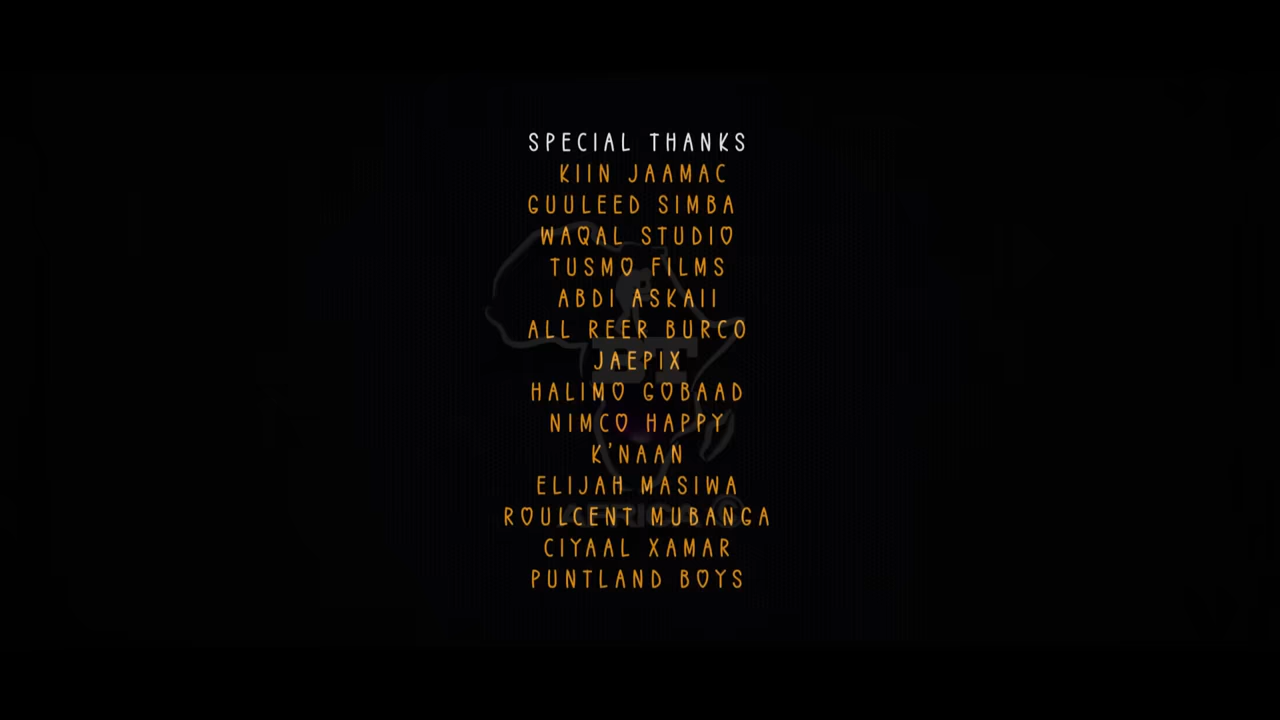 SPECIAL THANKS
KIIN JAAMAC
GUULEED SIMBA
WAQAL STUDIO
TUSMO FILMS
ABDI ASKAII
ALL REER BURCO
JAEPIX
HALIMO GOBAAD
NIMCO HAPPY
K'NAAN
ELIJAH MASIWA
ROULCENT MUBANGA
CIYAAL XAMAR
PUNTLAND BOYS